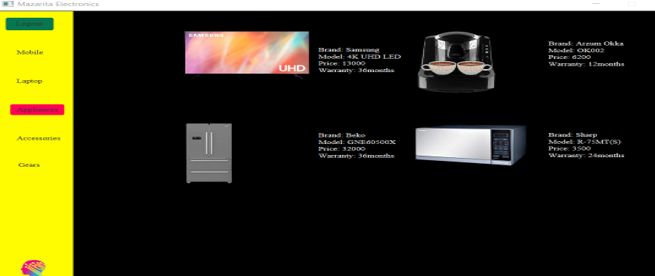 Mazarita Electronics
Logout
Mobile
Laptop
Appliances
Accessories
Gears
SAMSUNG
UHD
Brand: Samsung
Model: 4K UHD LED
Price: 13000
Warranty: 36months
Brand: Arzum Okka
Model: OK002
Price: 6200
Warranty: 12months
Brand: Beko
Model: GNE60500X
Price: 32000
Warranty: 36months
Brand: Sharp
Model: R-75MT(S)
Price: 3500
Warranty: 24months